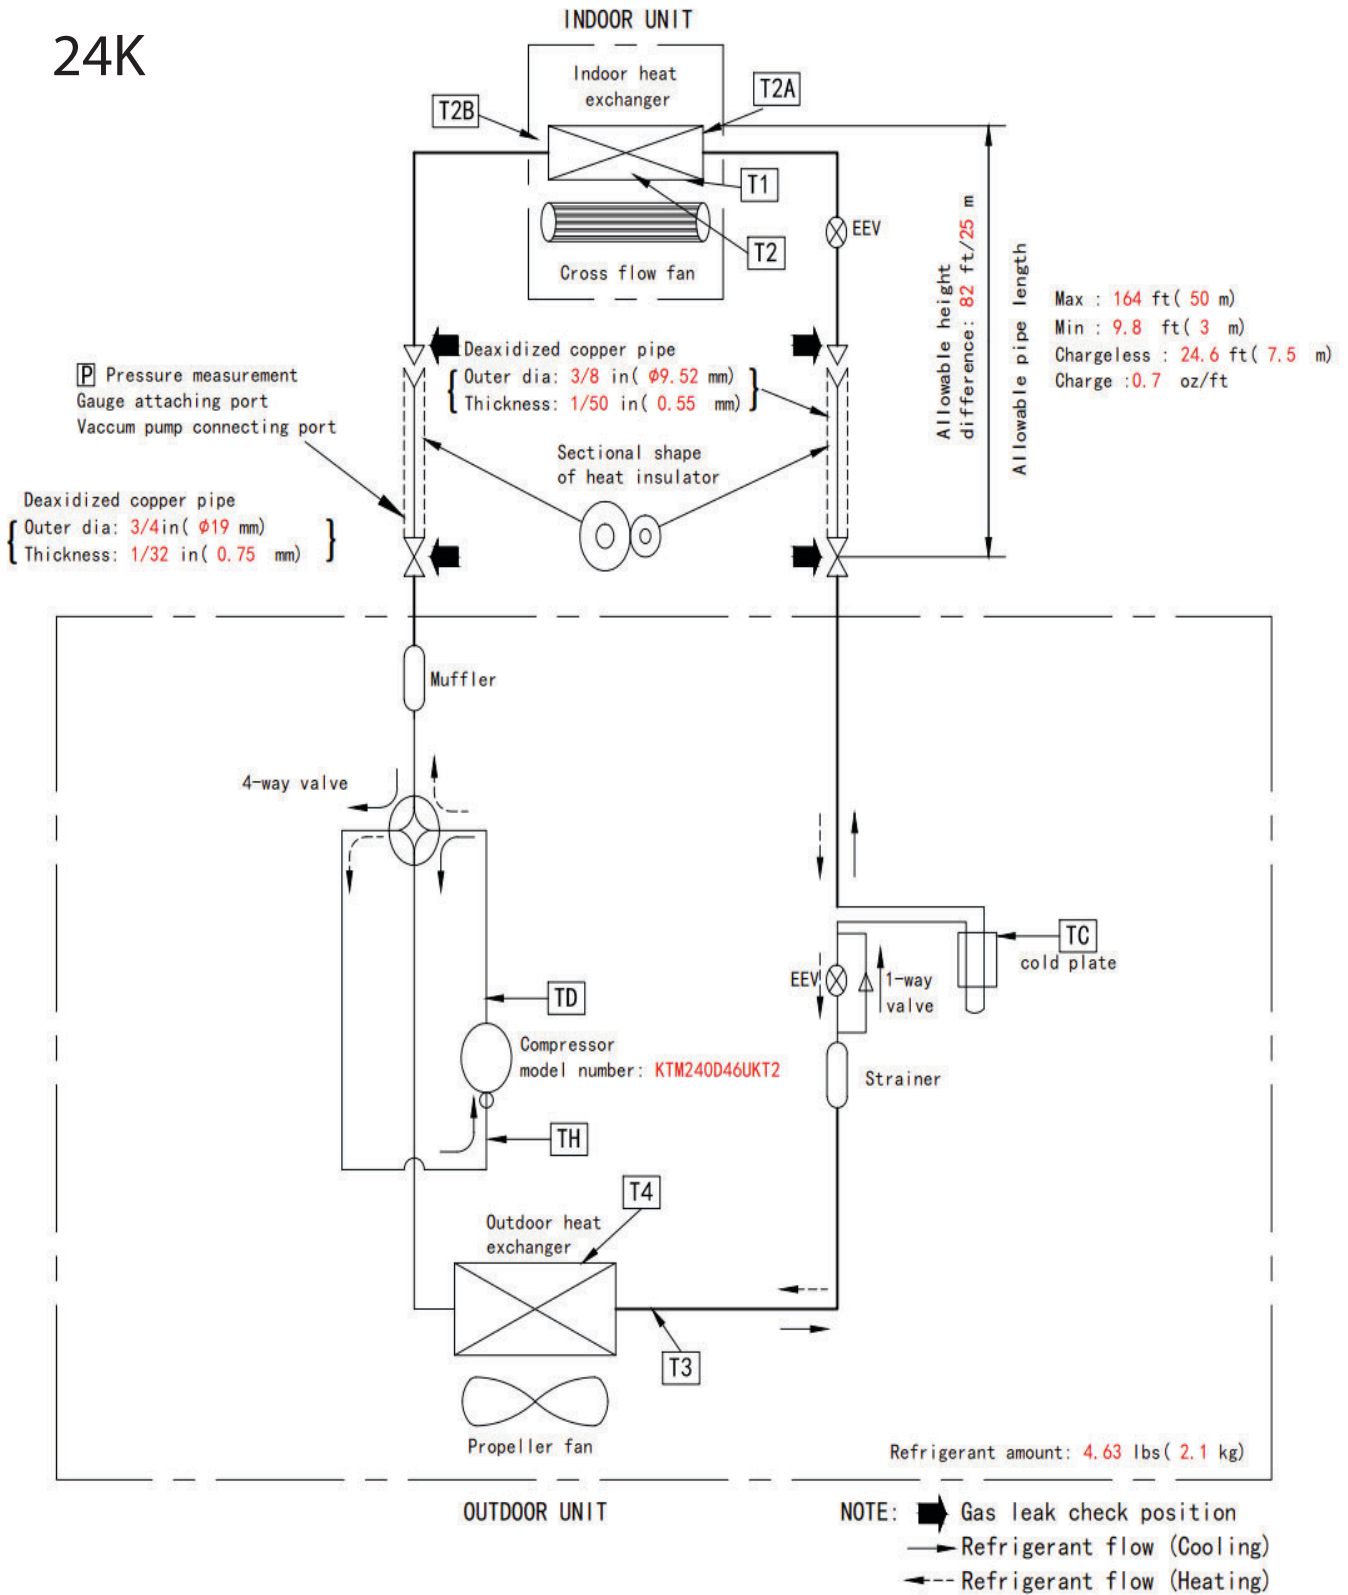 24K
INDOOR UNIT
Indoor heat
exchanger
T2B
T2A
T1
T2
EEV
Cross flow fan
Allowable height
difference: 82 ft/25 m
Allowable pipe length
Max : 164 ft( 50 m)
Min : 9.8 ft( 3 m)
Chargeless : 24.6 ft( 7.5 m)
Charge :0.7 oz/ft
Deaxidized copper pipe
Outer dia: 3/8 in( φ9.52 mm)
Thickness: 1/50 in( 0.55 mm)
P Pressure measurement
Gauge attaching port
Vaccum pump connecting port
Sectional shape
of heat insulator
Deaxidized copper pipe
Outer dia: 3/4in( φ19 mm)
Thickness: 1/32 in( 0.75 mm)
Muffler
4-way valve
TC
cold plate
EEV
1-way
valve
TD
Compressor
model number: KTM240D46UKT2
Strainer
TH
T4
Outdoor heat
exchanger
T3
Propeller fan
Refrigerant amount: 4.63 lbs( 2.1 kg)
OUTDOOR UNIT
NOTE: Gas leak check position
Refrigerant flow (Cooling)
Refrigerant flow (Heating)